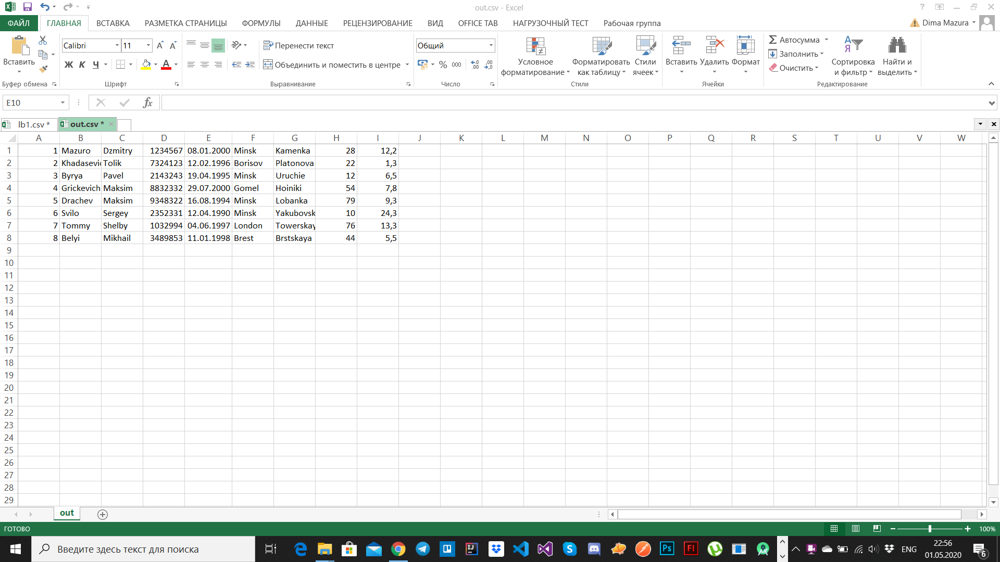 out.csv - Excel
ФАЙЛ ГЛАВНАЯ ВСТАВКА РАЗМЕТКА СТРАНИЦЫ ФОРМУЛЫ ДАННЫЕ РЕЦЕНЗИРОВАНИЕ ВИД OFFICE TAB НАГРУЗОЧНЫЙ ТЕСТ Рабочая группа Dima Mazura
Calibri 11 Перенести текст Общий Автосумма
Вставить Условное форматирование Форматировать как таблицу Стили ячеек Вставить Удалить Формат Заполнить Сортировка и фильтр Найти и выделить
Ж К Ч А Объединить и поместить в центре % 000 Очистить
Буфер обмена Шрифт Выравнивание Число Стили Ячейки Редактирование
E10 fx
lb1.csv * out.csv *
A B C D E F G H I J K L M N O P Q R S T U V W
1 1 Mazuro Dzmitry 1234567 08.01.2000 Minsk Kamenka 28 12,2
2 2 Khadasevic Tolik 7324123 12.02.1996 Borisov Platonova 22 1,3
3 3 Byrya Pavel 2143243 19.04.1995 Minsk Uruchie 12 6,5
4 4 Grickevich Maksim 8832332 29.07.2000 Gomel Hoiniki 54 7,8
5 5 Drachev Maksim 9348322 16.08.1994 Minsk Lobanka 79 9,3
6 6 Svilo Sergey 2352331 12.04.1990 Minsk Yakubovsk 10 24,3
7 7 Tommy Shelby 1032994 04.06.1997 London Towerskay 76 13,3
8 8 Belyi Mikhail 3489853 11.01.1998 Brest Brstskaya 44 5,5
9
10
11
12
13
14
15
16
17
18
19
20
21
22
23
24
25
26
27
28
29
out
ГОТОВО 100%
Введите здесь текст для поиска ENG 22:56
01.05.2020 6